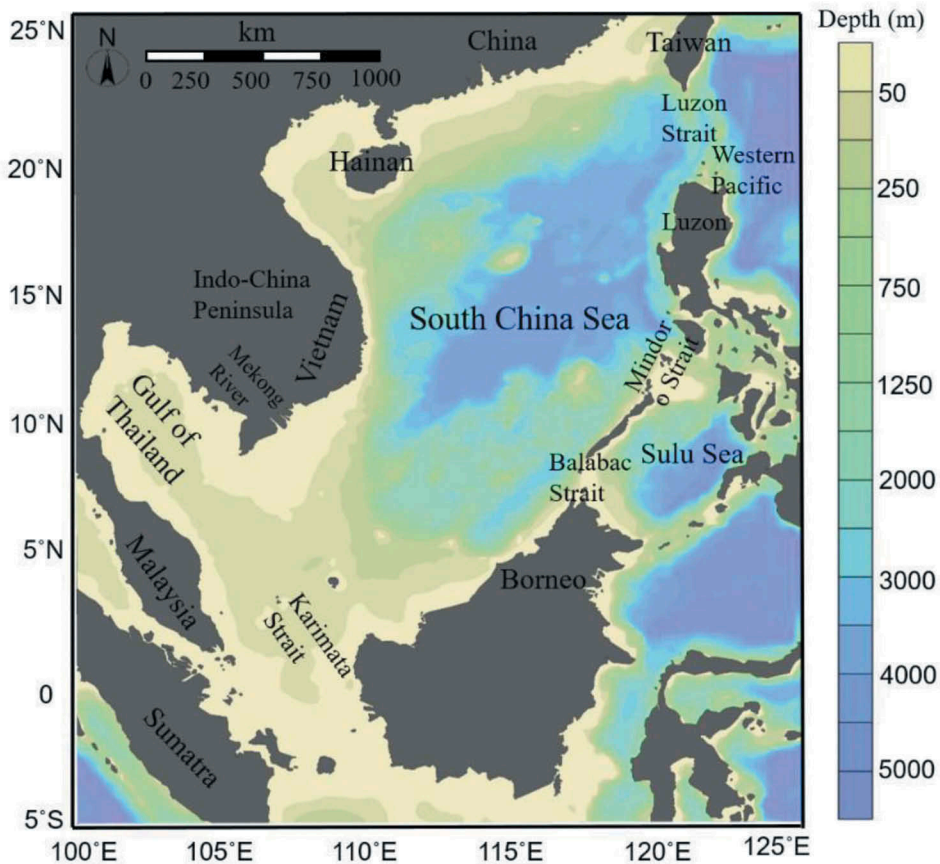 Depth (m)
25°N
N
km
0 250 500 750 1000
China
Taiwan
50
Luzon
Strait
Hainan
20°N
Western
Pacific
250
Luzon
Indo-China
Peninsula
15°N
750
Vietnam
South China Sea
Mindor
Strait
Mekong
River
1250
Gulf of
Thailand
10°N
Balabac
Strait
Sulu Sea
2000
5°N
Malaysia
Borneo
3000
Karimata
Strait
0
4000
Sumatra
5000
5°S
100°E 105°E 110°E 115°E 120°E 125°E